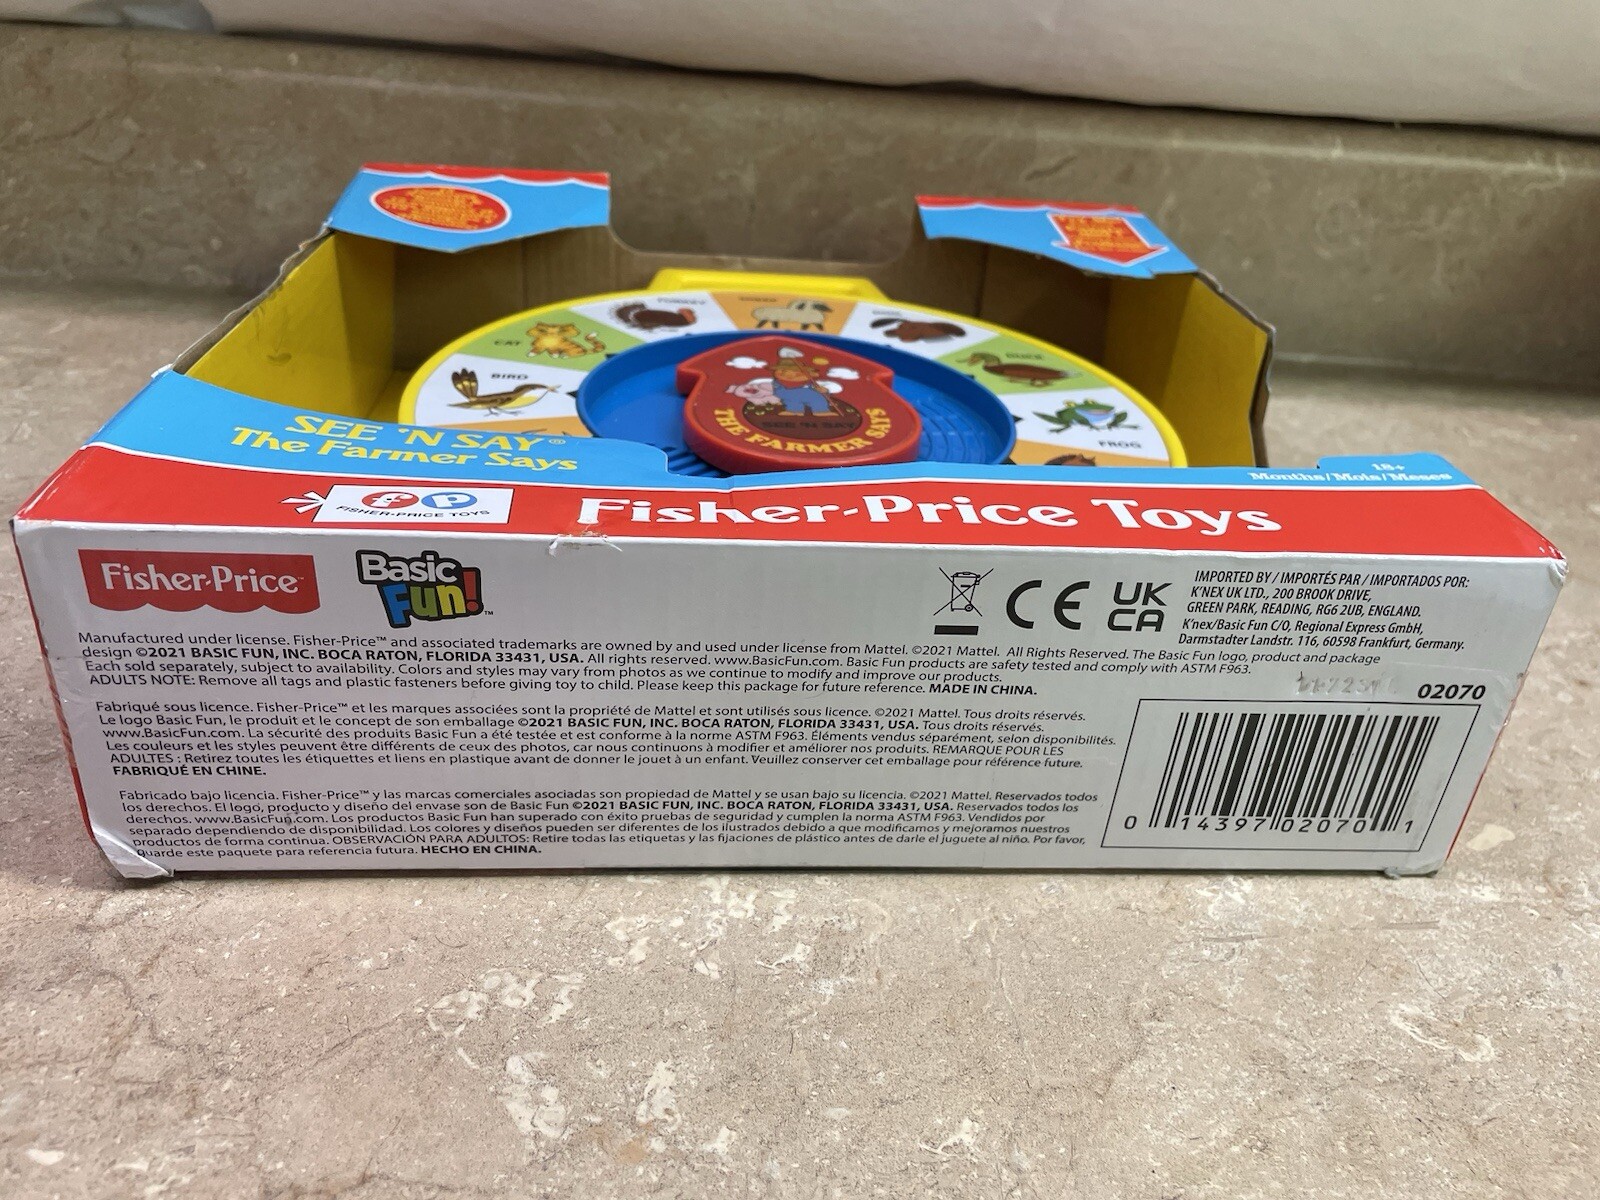 TURKEY
CAT
DUCK
BIRD
FROG
SEE 'N SAY
THE FARMER SAYS
SEE 'N SAY®
The Farmer Says
18+
Months/Mois/Meses
fp
FISHER-PRICE TOYS
Fisher-Price Toys
Fisher-Price™
Basic
Fun!™
CE
UK
CA
IMPORTED BY / IMPORTÉS PAR / IMPORTADOS POR:
K'NEX UK LTD., 200 BROOK DRIVE,
GREEN PARK, READING, RG6 2UB, ENGLAND.
K'nex/Basic Fun C/O, Regional Express GmbH,
Darmstadter Landstr. 116, 60598 Frankfurt, Germany.
Manufactured under license. Fisher-Price™ and associated trademarks are owned by and used under license from Mattel. ©2021 Mattel. All Rights Reserved. The Basic Fun logo, product and package
design ©2021 BASIC FUN, INC. BOCA RATON, FLORIDA 33431, USA. All rights reserved. www.BasicFun.com. Basic Fun products are safety tested and comply with ASTM F963.
Each sold separately, subject to availability. Colors and styles may vary from photos as we continue to modify and improve our products.
ADULTS NOTE: Remove all tags and plastic fasteners before giving toy to child. Please keep this package for future reference. MADE IN CHINA.
Fabriqué sous licence. Fisher-Price™ et les marques associées sont la propriété de Mattel et sont utilisés sous licence. ©2021 Mattel. Tous droits réservés.
Le logo Basic Fun, le produit et le concept de son emballage ©2021 BASIC FUN, INC. BOCA RATON, FLORIDA 33431, USA. Tous droits réservés.
www.BasicFun.com. La sécurité des produits Basic Fun a été testée et est conforme à la norme ASTM F963. Éléments vendus séparément, selon disponibilités.
Les couleurs et les styles peuvent être différents de ceux des photos, car nous continuons à modifier et améliorer nos produits. REMARQUE POUR LES
ADULTES : Retirez toutes les étiquettes et liens en plastique avant de donner le jouet à un enfant. Veuillez conserver cet emballage pour référence future.
FABRIQUÉ EN CHINE.
Fabricado bajo licencia. Fisher-Price™ y las marcas comerciales asociadas son propiedad de Mattel y se usan bajo su licencia. ©2021 Mattel. Reservados todos
los derechos. El logo, producto y diseño del envase son de Basic Fun ©2021 BASIC FUN, INC. BOCA RATON, FLORIDA 33431, USA. Reservados todos los
derechos. www.BasicFun.com. Los productos Basic Fun han superado con éxito pruebas de seguridad y cumplen la norma ASTM F963. Vendidos por
separado dependiendo de disponibilidad. Los colores y diseños pueden ser diferentes de los ilustrados debido a que modificamos y mejoramos nuestros
productos de forma continua. OBSERVACIÓN PARA ADULTOS: Retire todas las etiquetas y las fijaciones de plástico antes de darle el juguete al niño. Por favor,
guarde este paquete para referencia futura. HECHO EN CHINA.
02070
0 14397 02070 1